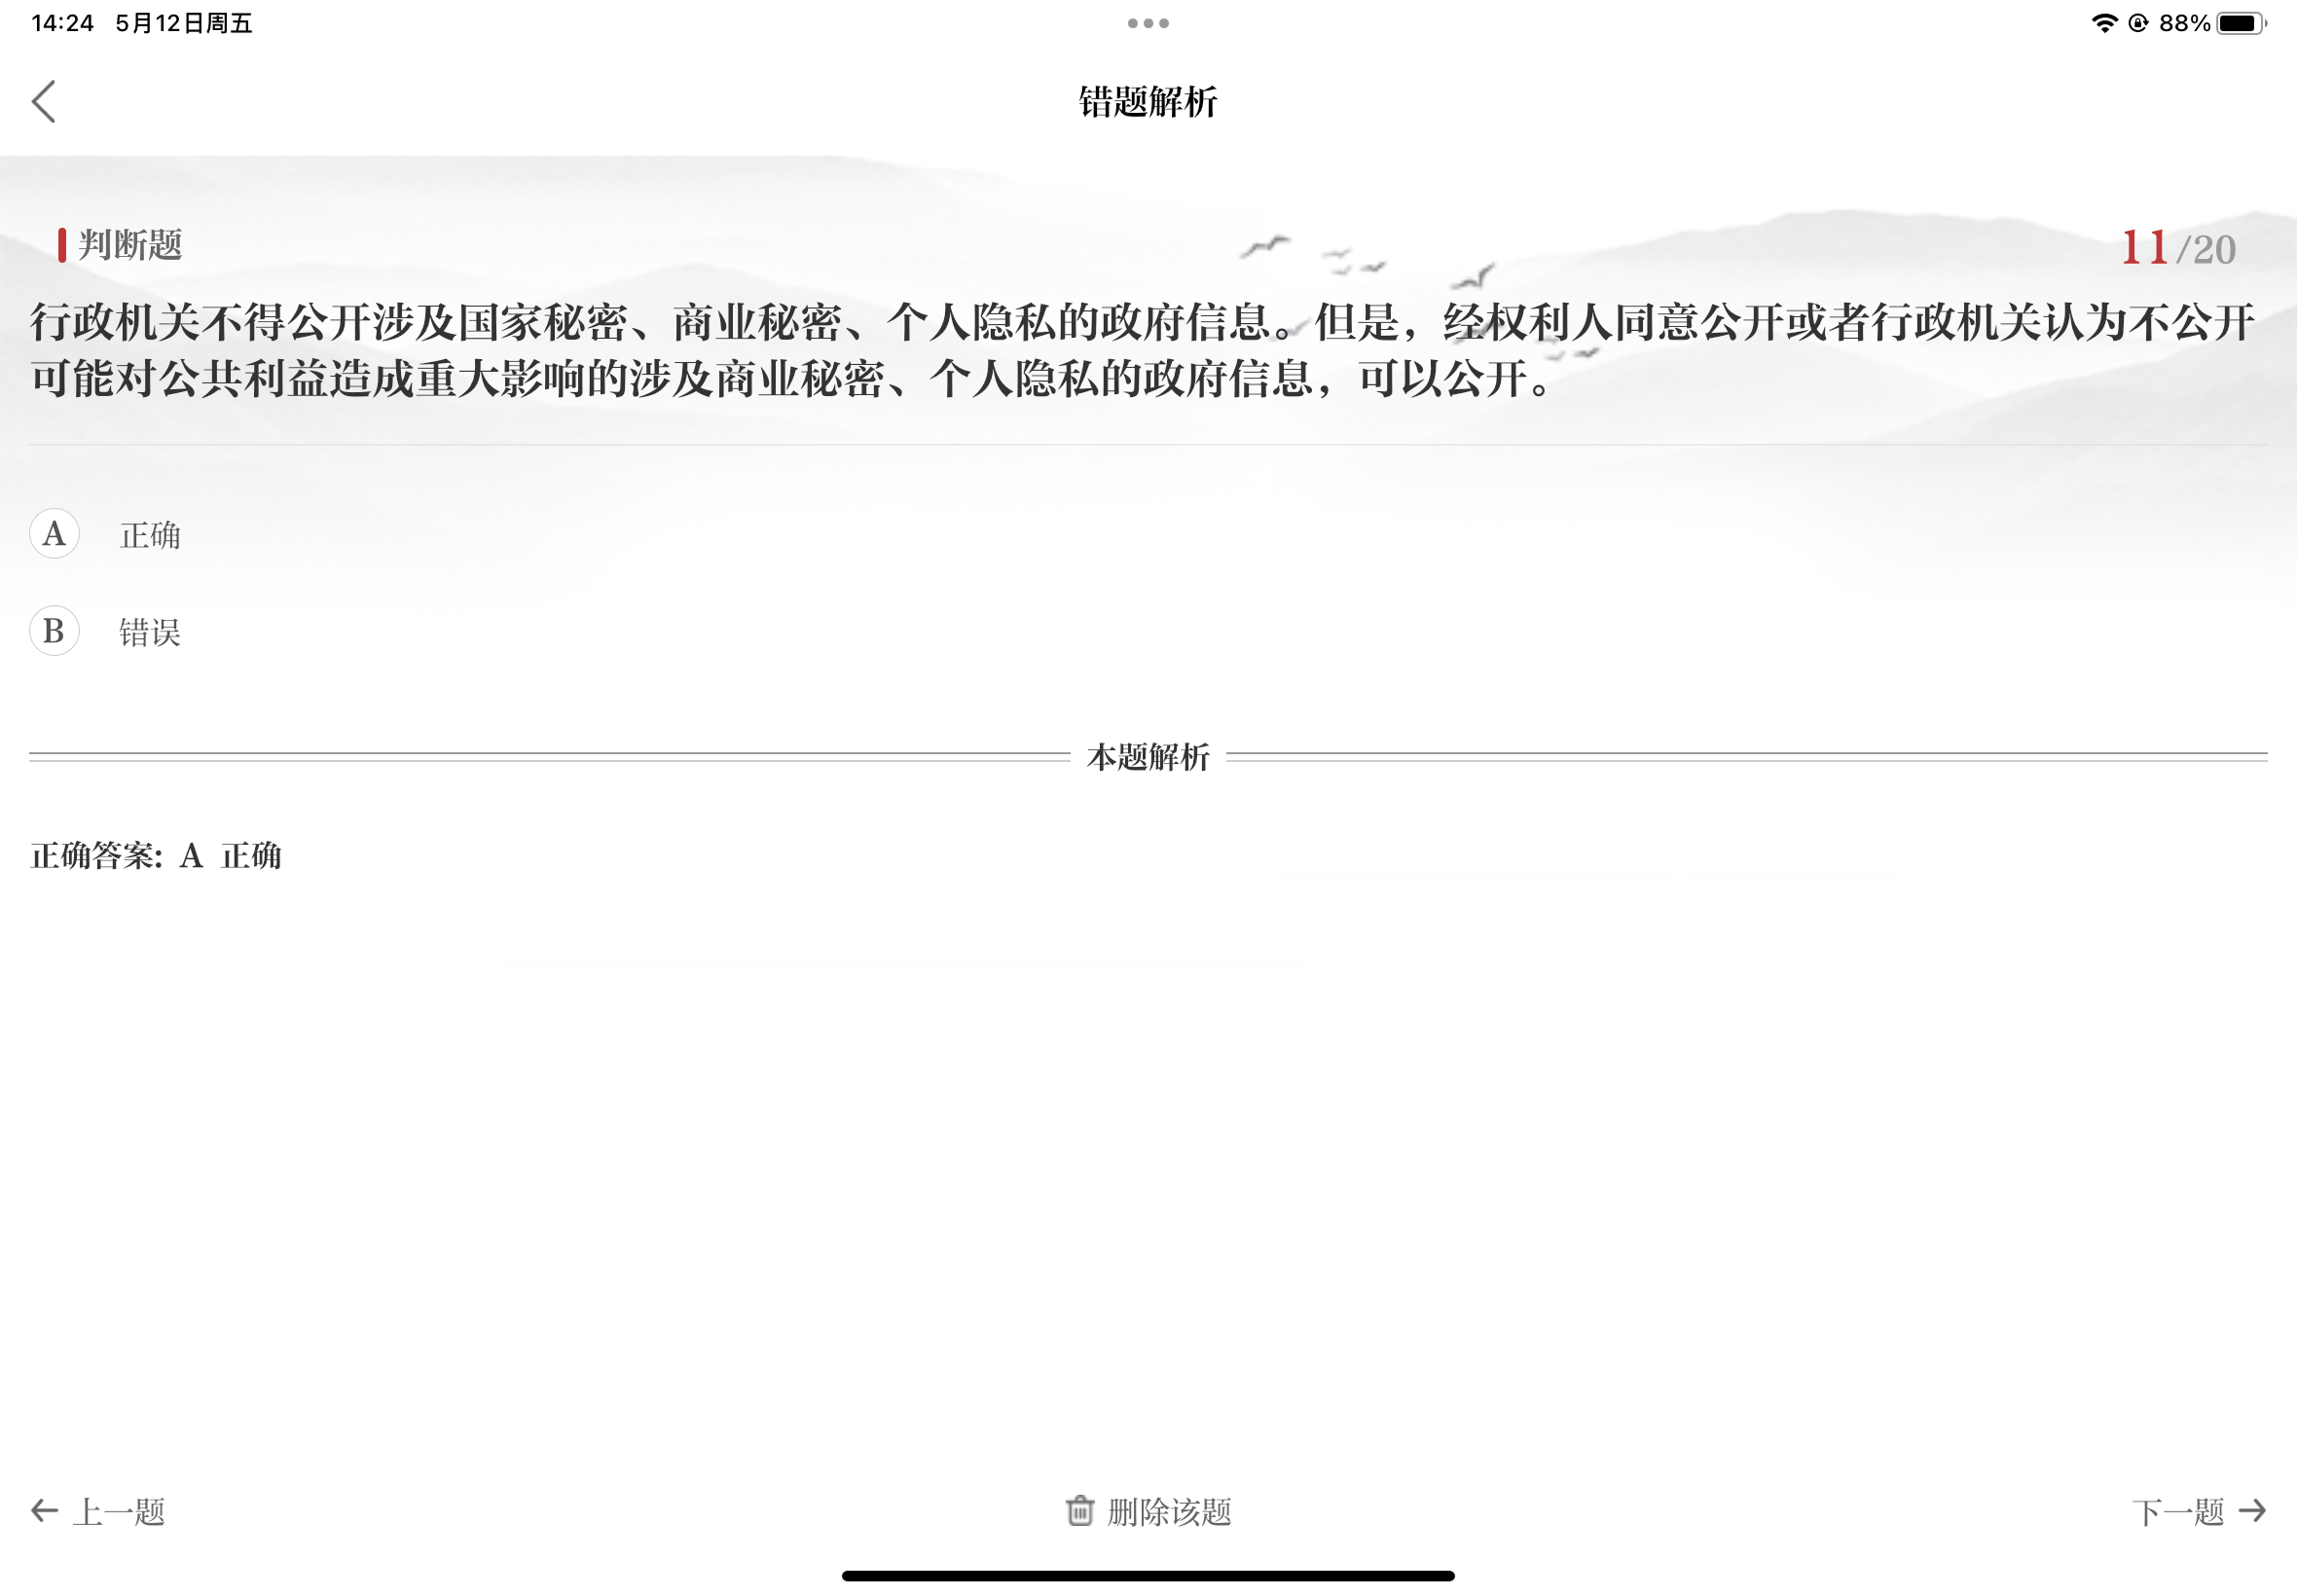 14:24 5月12日周五
88%
错题解析
判断题
11/20
行政机关不得公开涉及国家秘密、商业秘密、个人隐私的政府信息。但是，经权利人同意公开或者行政机关认为不公开
可能对公共利益造成重大影响的涉及商业秘密、个人隐私的政府信息，可以公开。
A 正确
B 错误
本题解析
正确答案: A 正确
上一题
删除该题
下一题